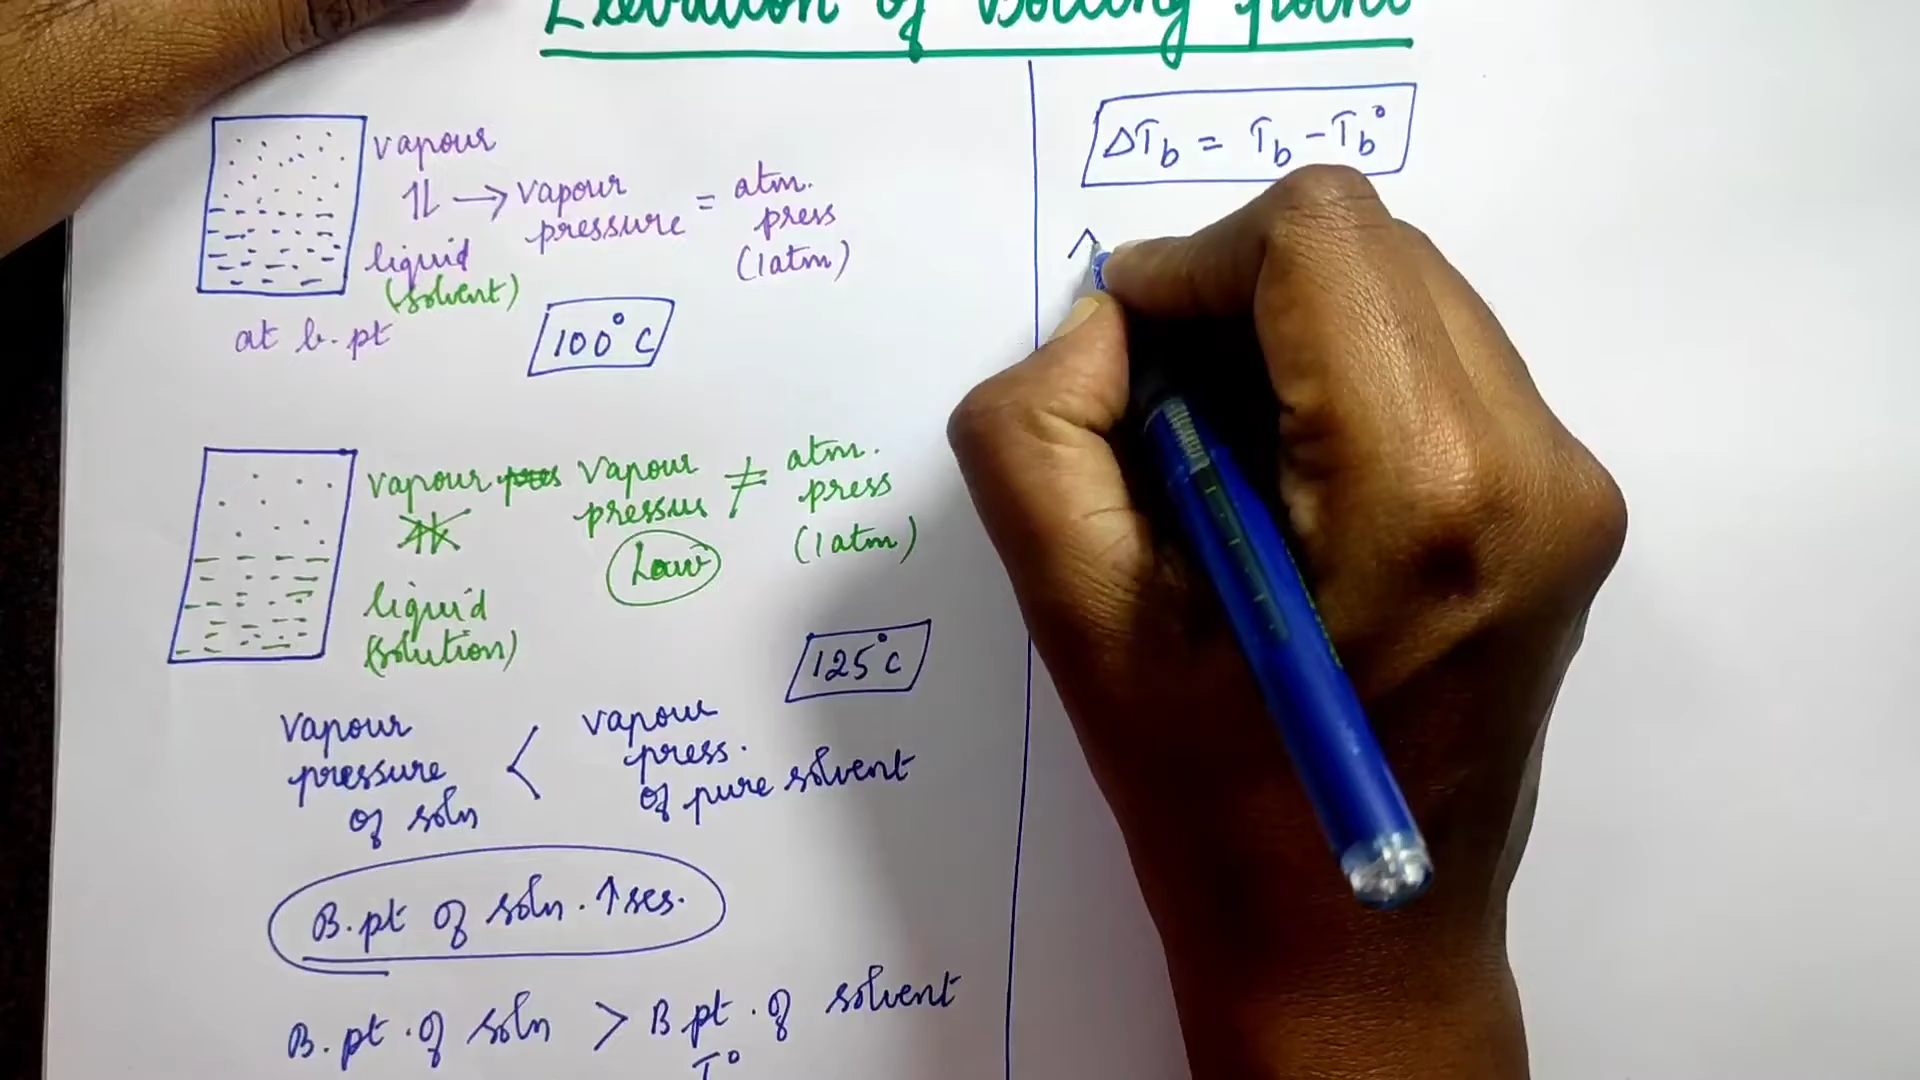 Elevation of Boiling point
vapour
⇅ → vapour pressure = atm. press (1atm)
liquid
(solvent)
at b.pt
100°C
vapour vapour pressure ≠ atm. press (1atm)
Low
liquid
(solution)
125°C
vapour pressure of soln < vapour press. of pure solvent
B.pt of soln. ↑ses.
B.pt. of soln > B pt. of solvent
T°
ΔTb = Tb - Tb°